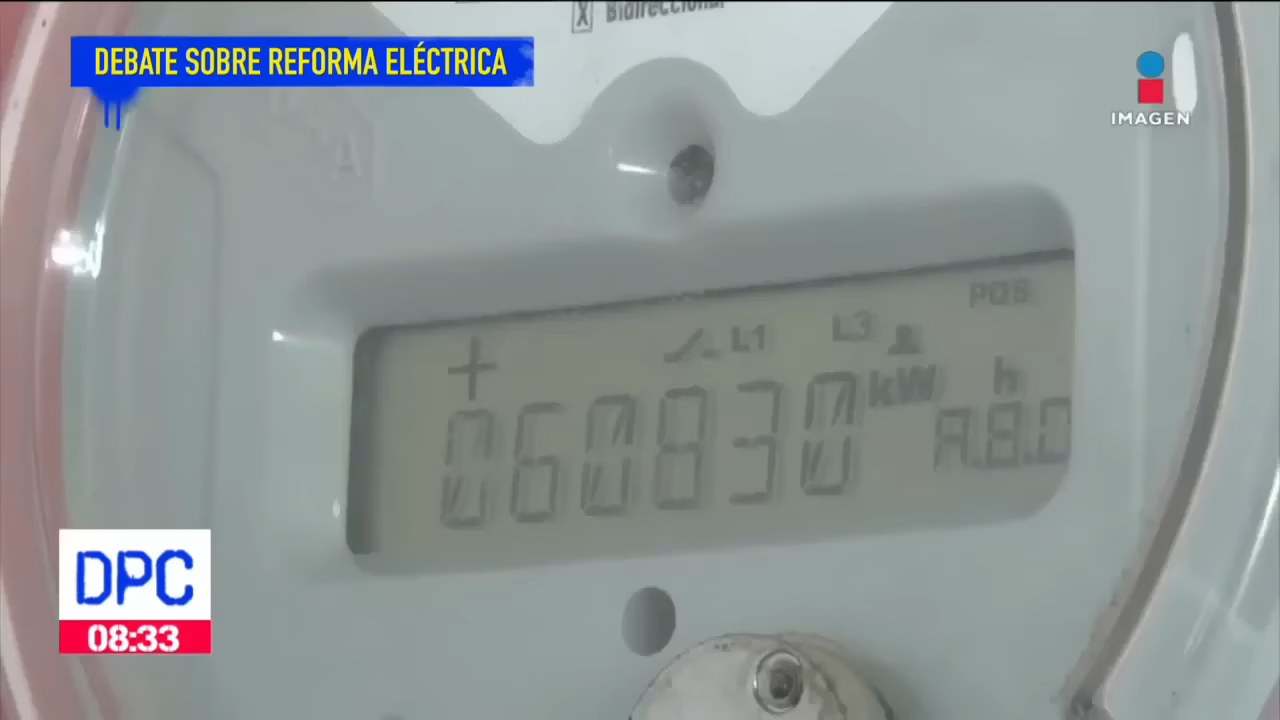 X Bidireccional
DEBATE SOBRE REFORMA ELÉCTRICA
IMAGEN
PQS
L1 L3
+ 060830 kW h
A.8.0
DPC
08:33